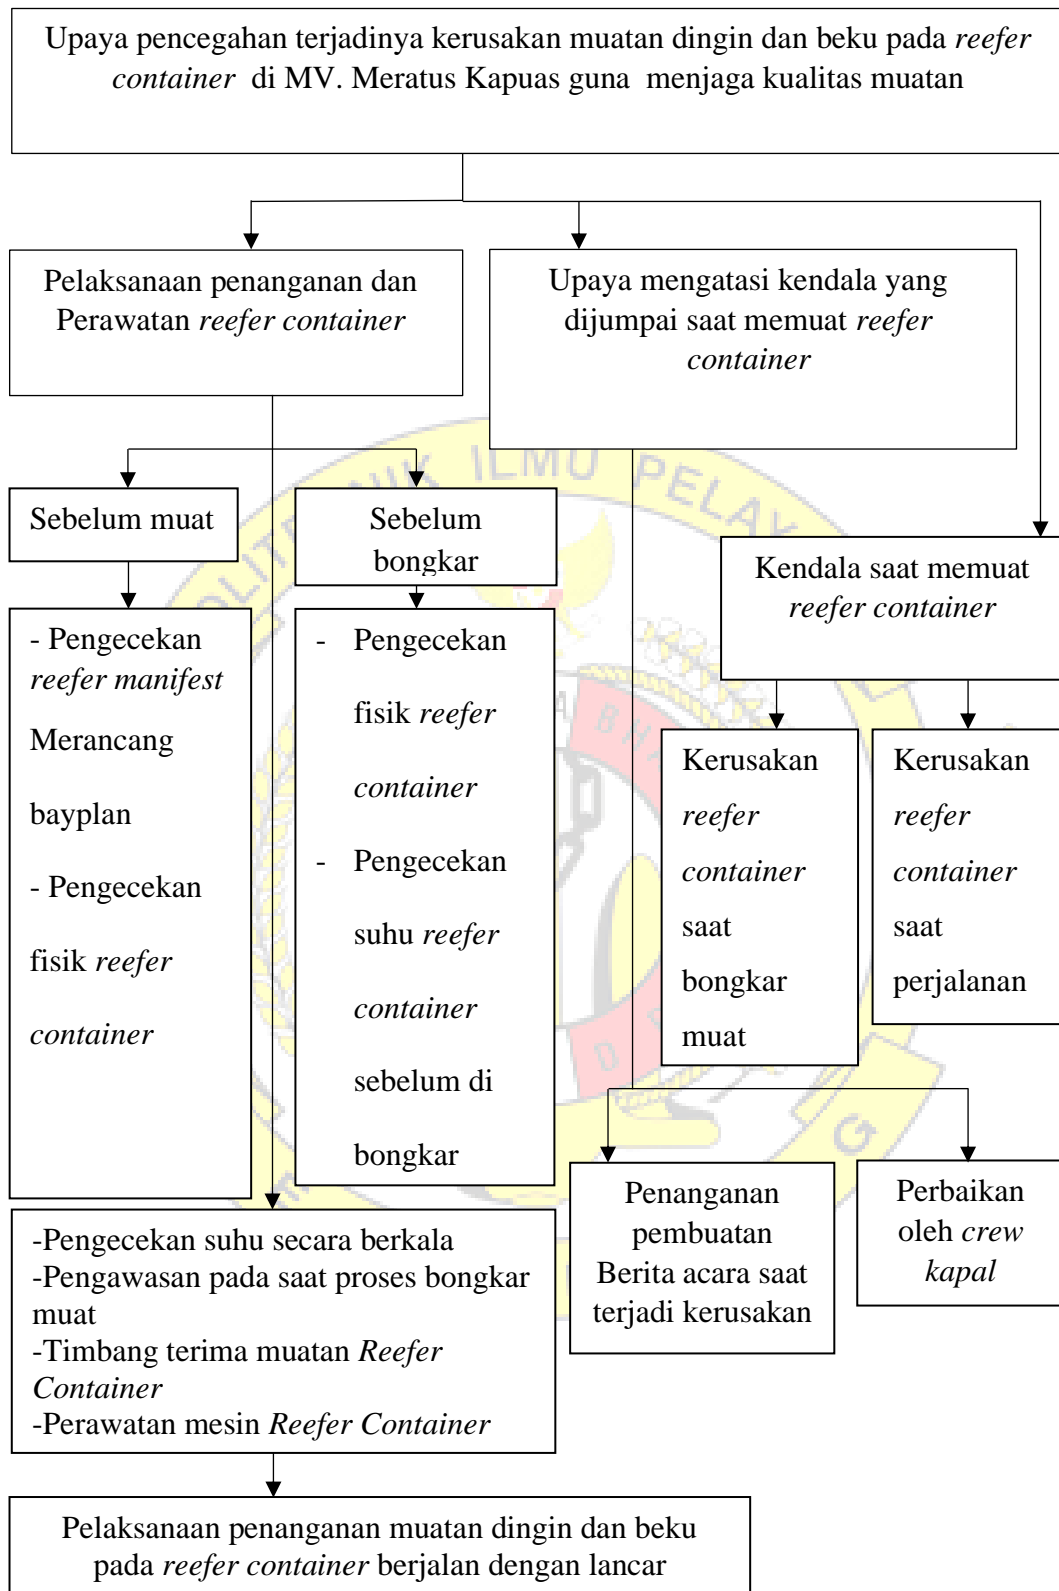 Upaya pencegahan terjadinya kerusakan muatan dingin dan beku pada reefer
container di MV. Meratus Kapuas guna menjaga kualitas muatan
Pelaksanaan penanganan dan
Perawatan reefer container
Upaya mengatasi kendala yang
dijumpai saat memuat reefer
container
Sebelum muat
Sebelum
bongkar
Kendala saat memuat
reefer container
- Pengecekan
reefer manifest
Merancang
bayplan
- Pengecekan
fisik reefer
container
- Pengecekan
fisik reefer
container
- Pengecekan
suhu reefer
container
sebelum di
bongkar
Kerusakan
reefer
container
saat
bongkar
muat
Kerusakan
reefer
container
saat
perjalanan
Penanganan
pembuatan
Berita acara saat
terjadi kerusakan
Perbaikan
oleh crew
kapal
-Pengecekan suhu secara berkala
-Pengawasan pada saat proses bongkar
muat
-Timbang terima muatan Reefer
Container
-Perawatan mesin Reefer Container
Pelaksanaan penanganan muatan dingin dan beku
pada reefer container berjalan dengan lancar